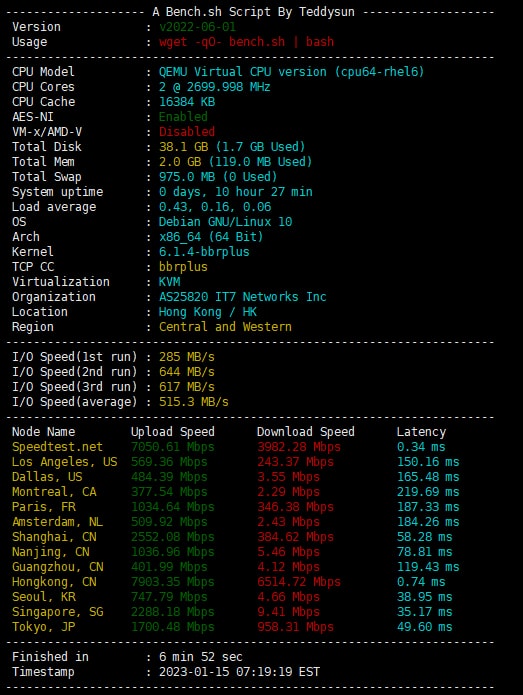 -------------------- A Bench.sh Script By Teddysun -------------------
 Version            : v2022-06-01
 Usage              : wget -qO- bench.sh | bash
----------------------------------------------------------------------
 CPU Model          : QEMU Virtual CPU version (cpu64-rhel6)
 CPU Cores          : 2 @ 2699.998 MHz
 CPU Cache          : 16384 KB
 AES-NI             : Enabled
 VM-x/AMD-V         : Disabled
 Total Disk         : 38.1 GB (1.7 GB Used)
 Total Mem          : 2.0 GB (119.0 MB Used)
 Total Swap         : 975.0 MB (0 Used)
 System uptime      : 0 days, 10 hour 27 min
 Load average       : 0.43, 0.16, 0.06
 OS                 : Debian GNU/Linux 10
 Arch               : x86_64 (64 Bit)
 Kernel             : 6.1.4-bbrplus
 TCP CC             : bbrplus
 Virtualization     : KVM
 Organization       : AS25820 IT7 Networks Inc
 Location           : Hong Kong / HK
 Region             : Central and Western
----------------------------------------------------------------------
 I/O Speed(1st run) : 285 MB/s
 I/O Speed(2nd run) : 644 MB/s
 I/O Speed(3rd run) : 617 MB/s
 I/O Speed(average) : 515.3 MB/s
----------------------------------------------------------------------
 Node Name        Upload Speed      Download Speed      Latency
 Speedtest.net    7050.61 Mbps      3982.28 Mbps        0.34 ms
 Los Angeles, US  569.36 Mbps       243.37 Mbps         150.16 ms
 Dallas, US       484.39 Mbps       3.55 Mbps           165.48 ms
 Montreal, CA     377.54 Mbps       2.29 Mbps           219.69 ms
 Paris, FR        1034.64 Mbps      346.38 Mbps         187.33 ms
 Amsterdam, NL    509.92 Mbps       2.43 Mbps           184.26 ms
 Shanghai, CN     2552.08 Mbps      384.62 Mbps         58.28 ms
 Nanjing, CN      1036.96 Mbps      5.46 Mbps           78.81 ms
 Guangzhou, CN    401.99 Mbps       4.12 Mbps           119.43 ms
 Hongkong, CN     7903.35 Mbps      6514.72 Mbps        0.74 ms
 Seoul, KR        747.79 Mbps       4.66 Mbps           38.95 ms
 Singapore, SG    2288.18 Mbps      9.41 Mbps           35.17 ms
 Tokyo, JP        1700.48 Mbps      958.31 Mbps         49.60 ms
----------------------------------------------------------------------
 Finished in        : 6 min 52 sec
 Timestamp          : 2023-01-15 07:19:19 EST
----------------------------------------------------------------------